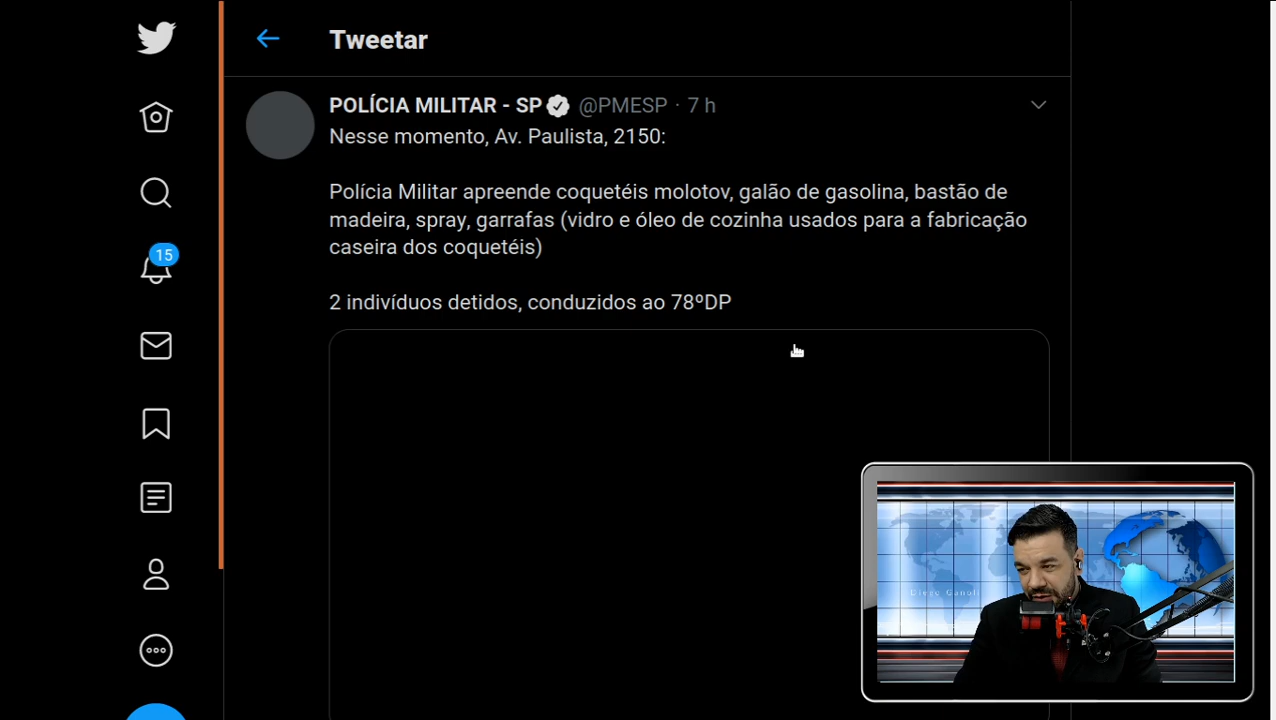 Tweetar
POLÍCIA MILITAR - SP @PMESP · 7 h
Nesse momento, Av. Paulista, 2150:
Polícia Militar apreende coquetéis molotov, galão de gasolina, bastão de
madeira, spray, garrafas (vidro e óleo de cozinha usados para a fabricação
caseira dos coquetéis)
2 indivíduos detidos, conduzidos ao 78ºDP
15